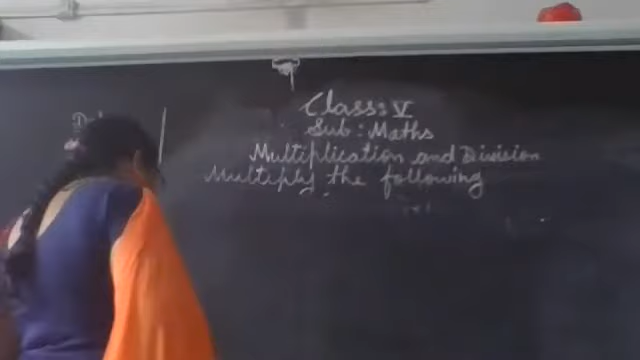 Class: V
Sub: Maths
Multiplication and Division
Multiply the following